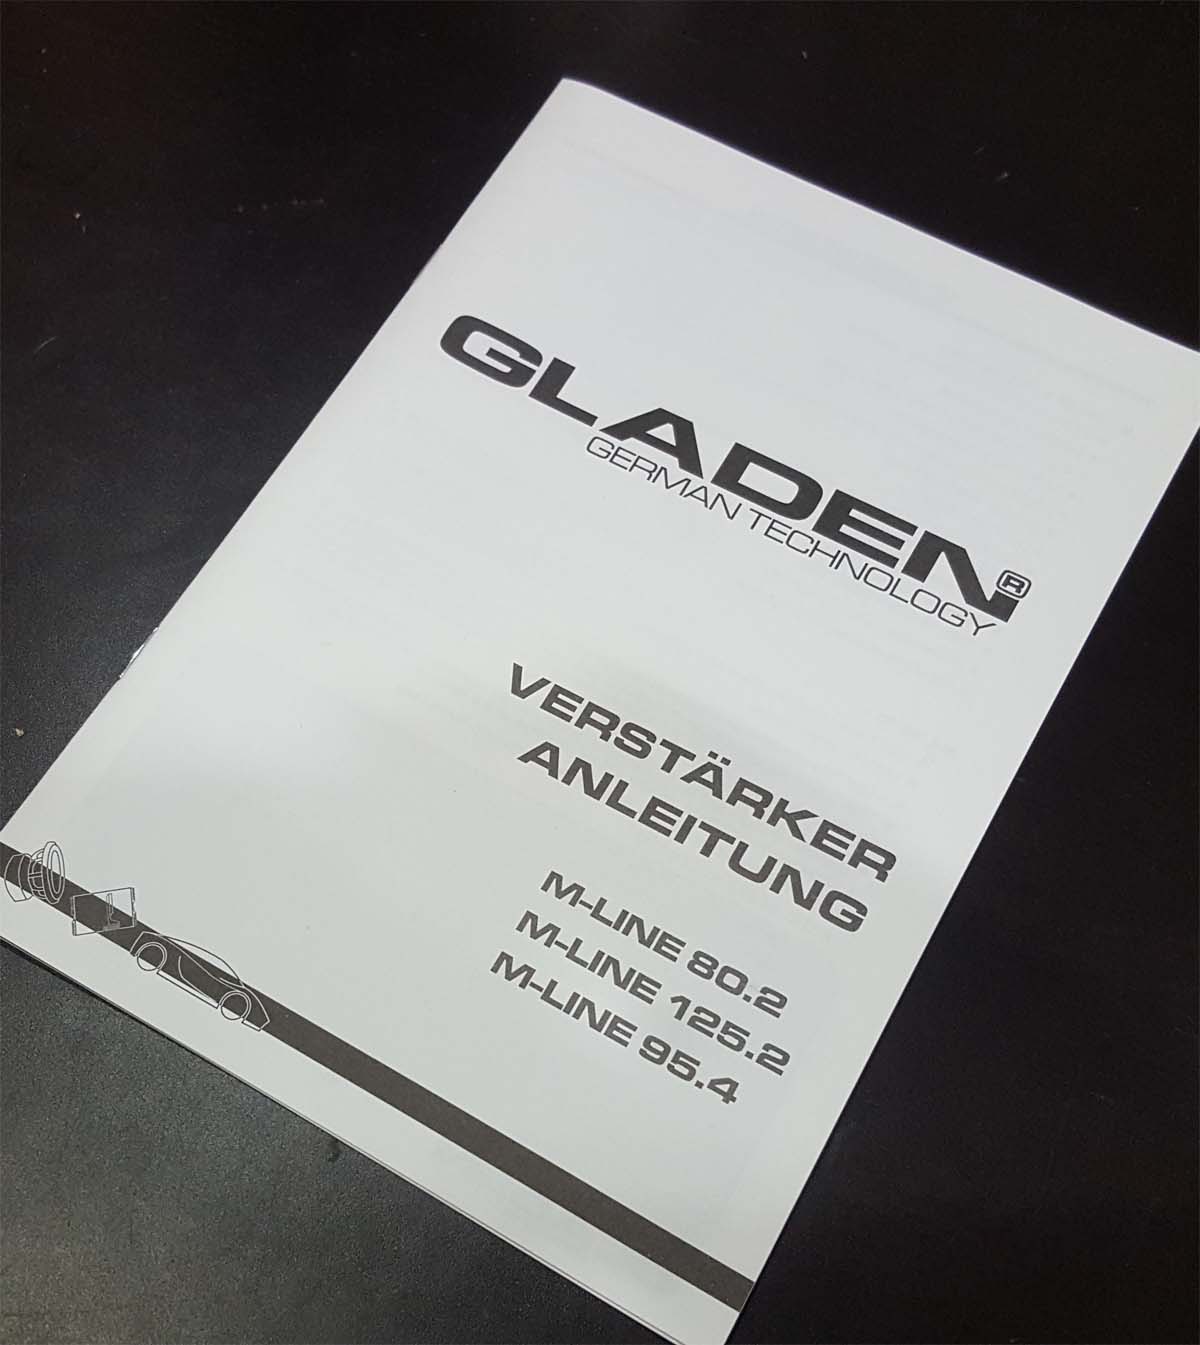 GLADEN®
GERMAN TECHNOLOGY
VERSTÄRKER
ANLEITUNG
M-LINE 80.2
M-LINE 125.2
M-LINE 95.4